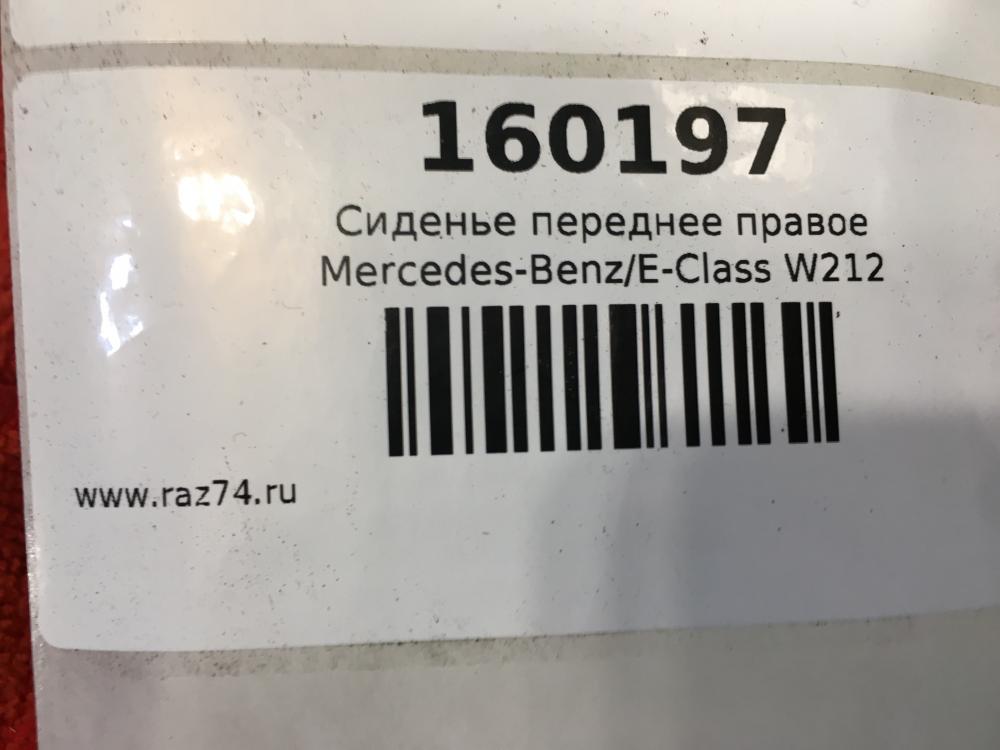 160197
Сиденье переднее правое
Mercedes-Benz/E-Class W212
www.raz74.ru